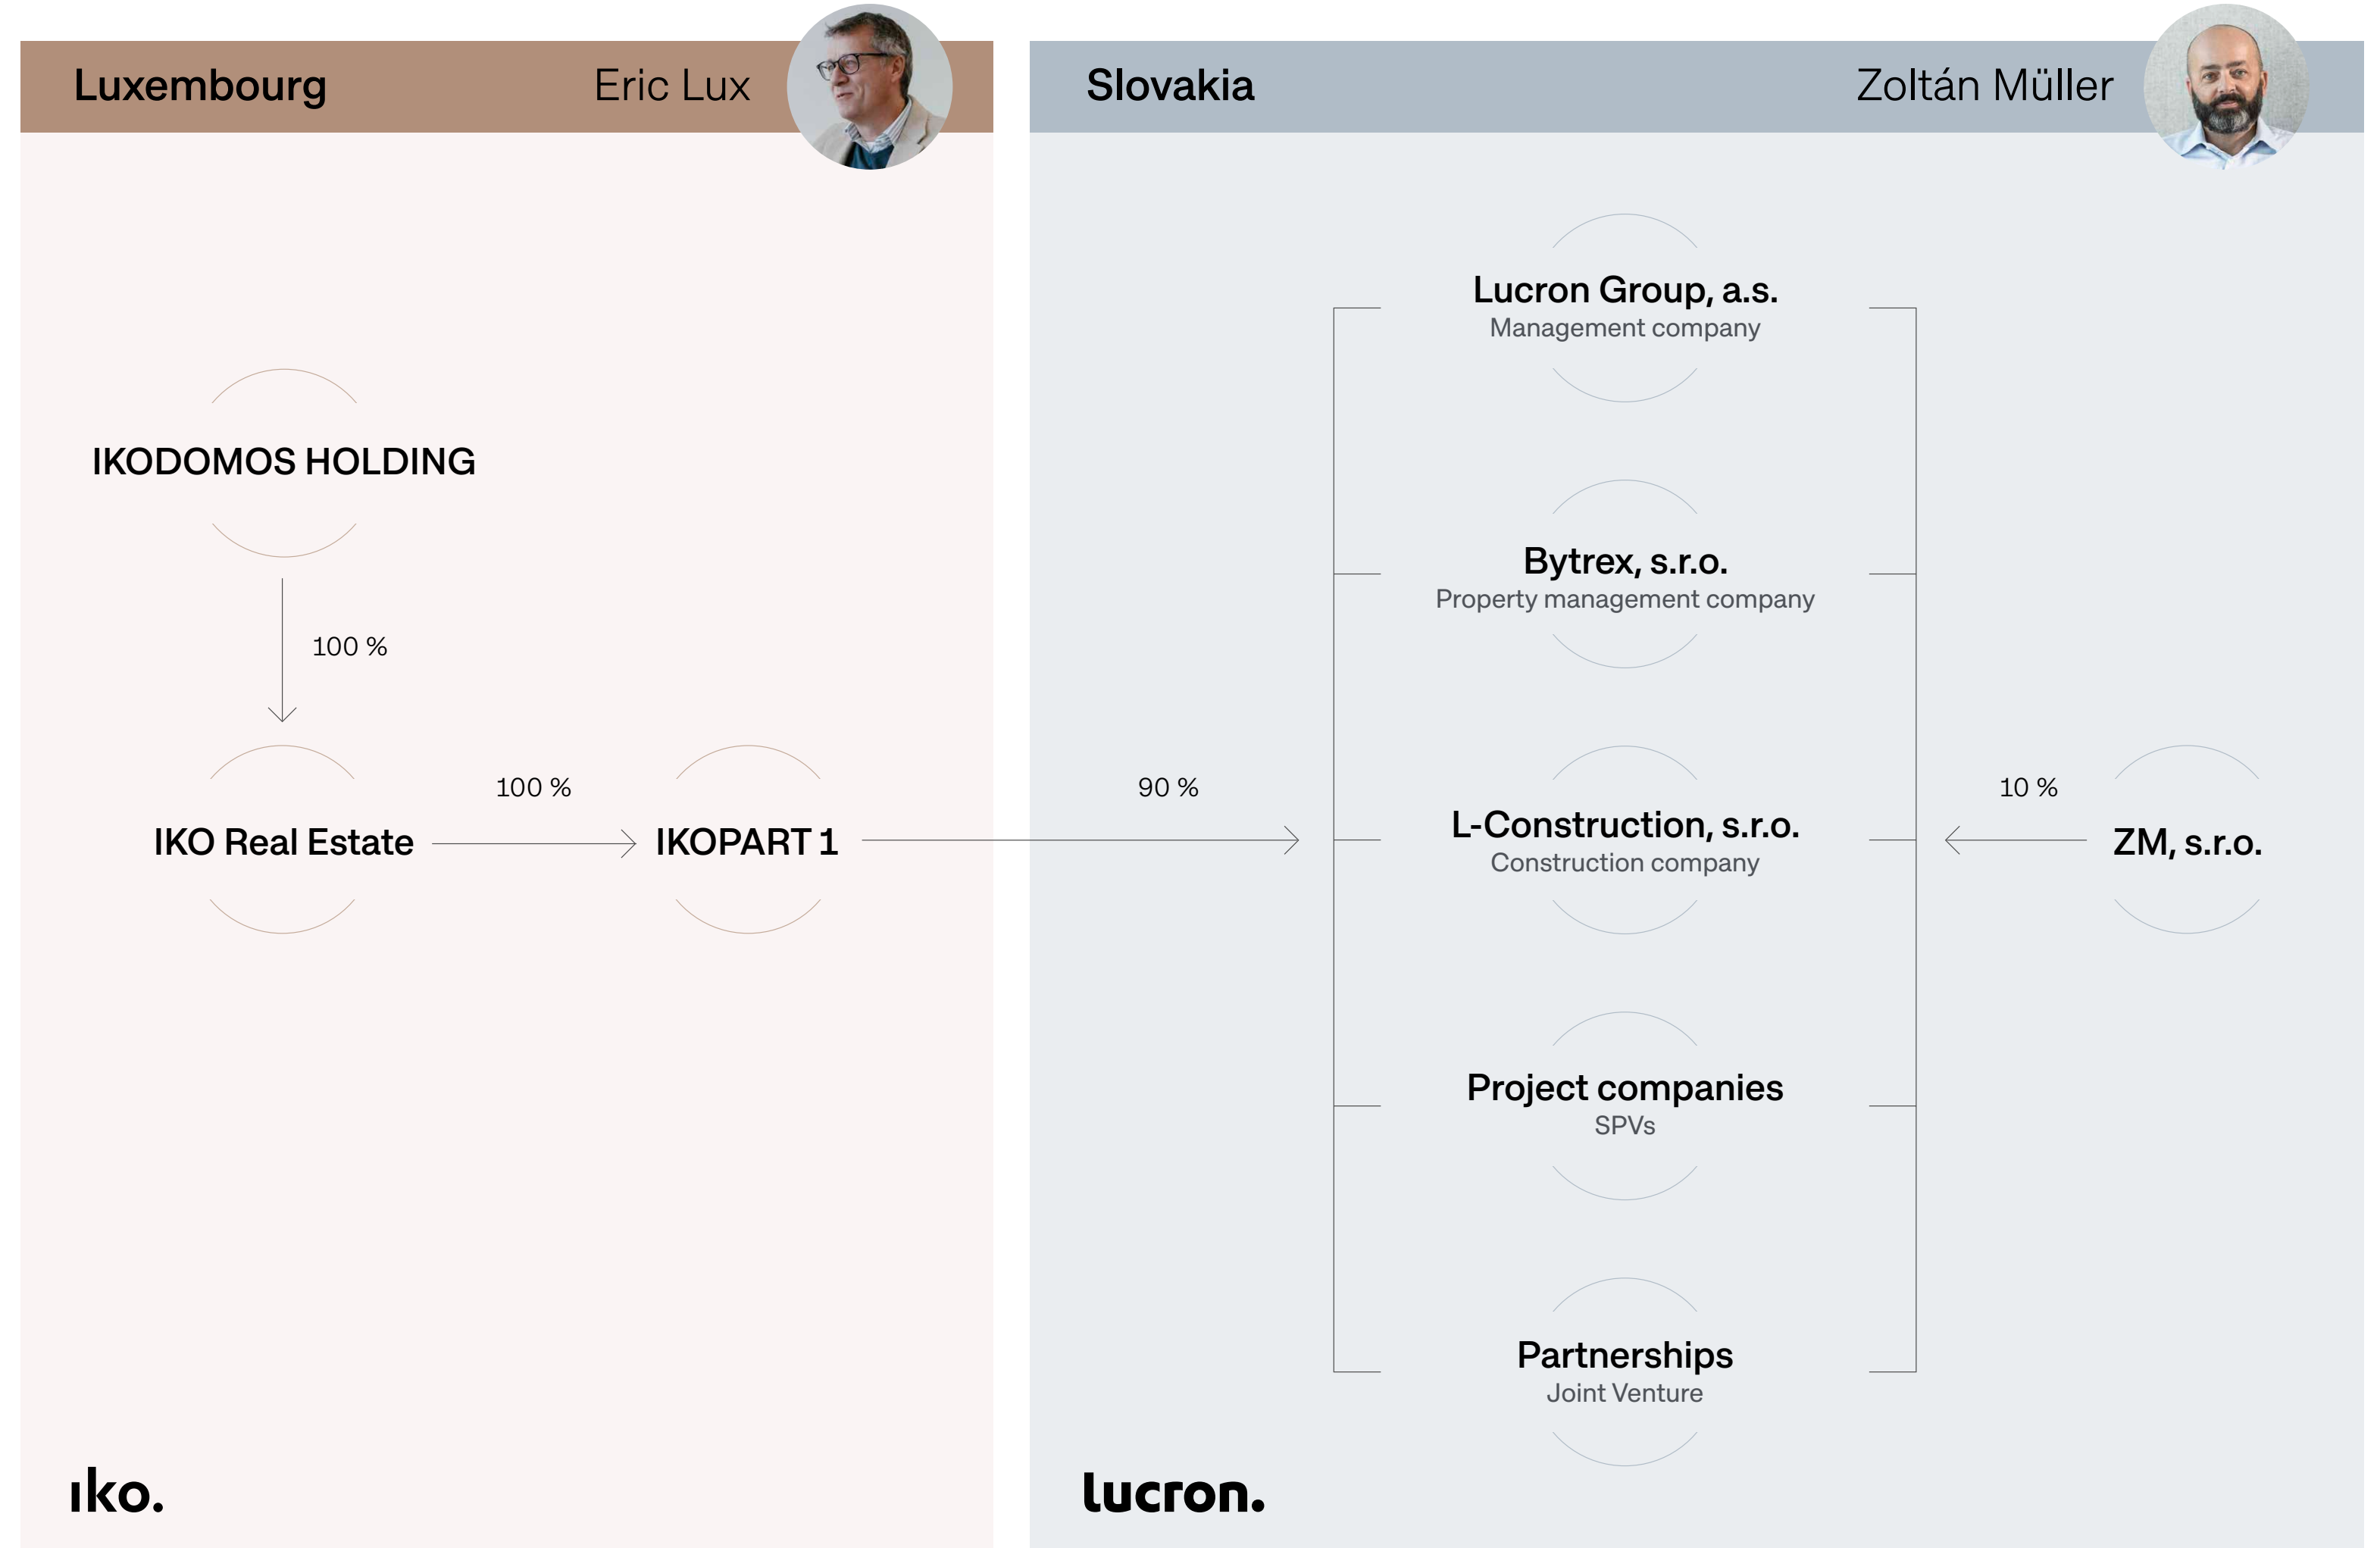 Luxembourg
Eric Lux
IKODOMOS HOLDING
100 %
IKO Real Estate
100 %
IKOPART 1
iko.
Slovakia
Zoltán Müller
90 %
Lucron Group, a.s.
Management company
Bytrex, s.r.o.
Property management company
L-Construction, s.r.o.
Construction company
Project companies
SPVs
Partnerships
Joint Venture
10 %
ZM, s.r.o.
lucron.